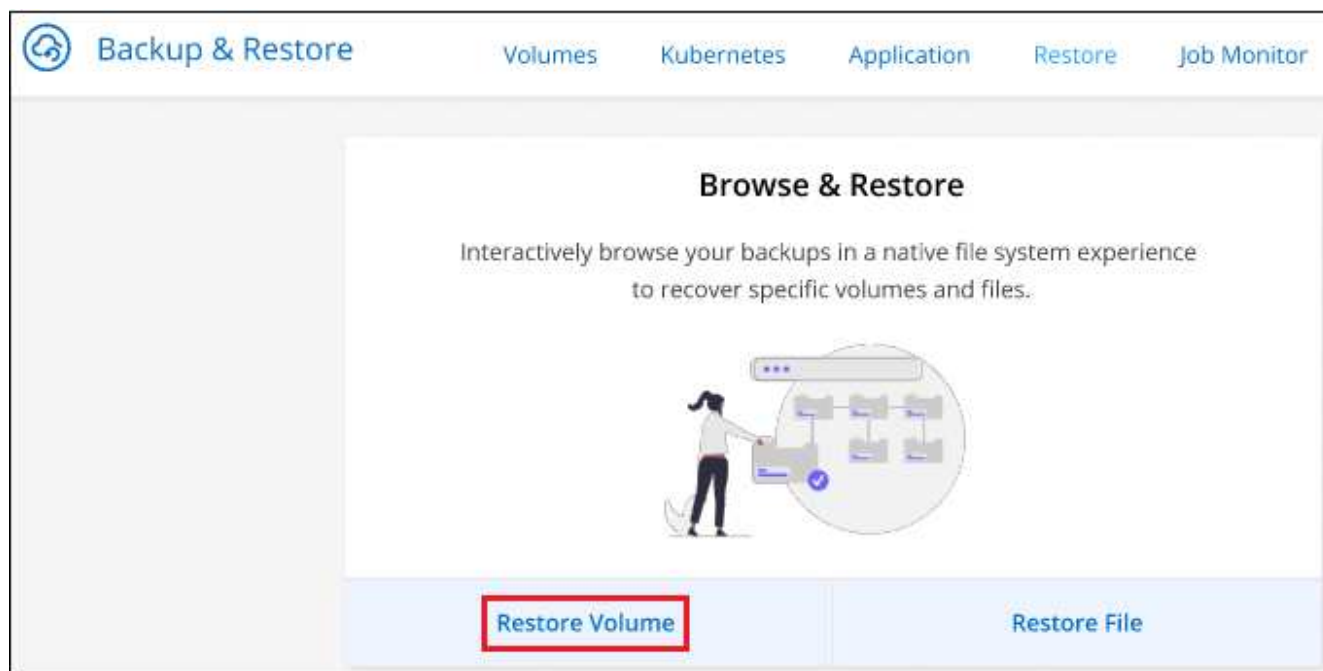 Backup & Restore Volumes Kubernetes Application Restore Job Monitor
Browse & Restore
Interactively browse your backups in a native file system experience
to recover specific volumes and files.
Restore Volume Restore File